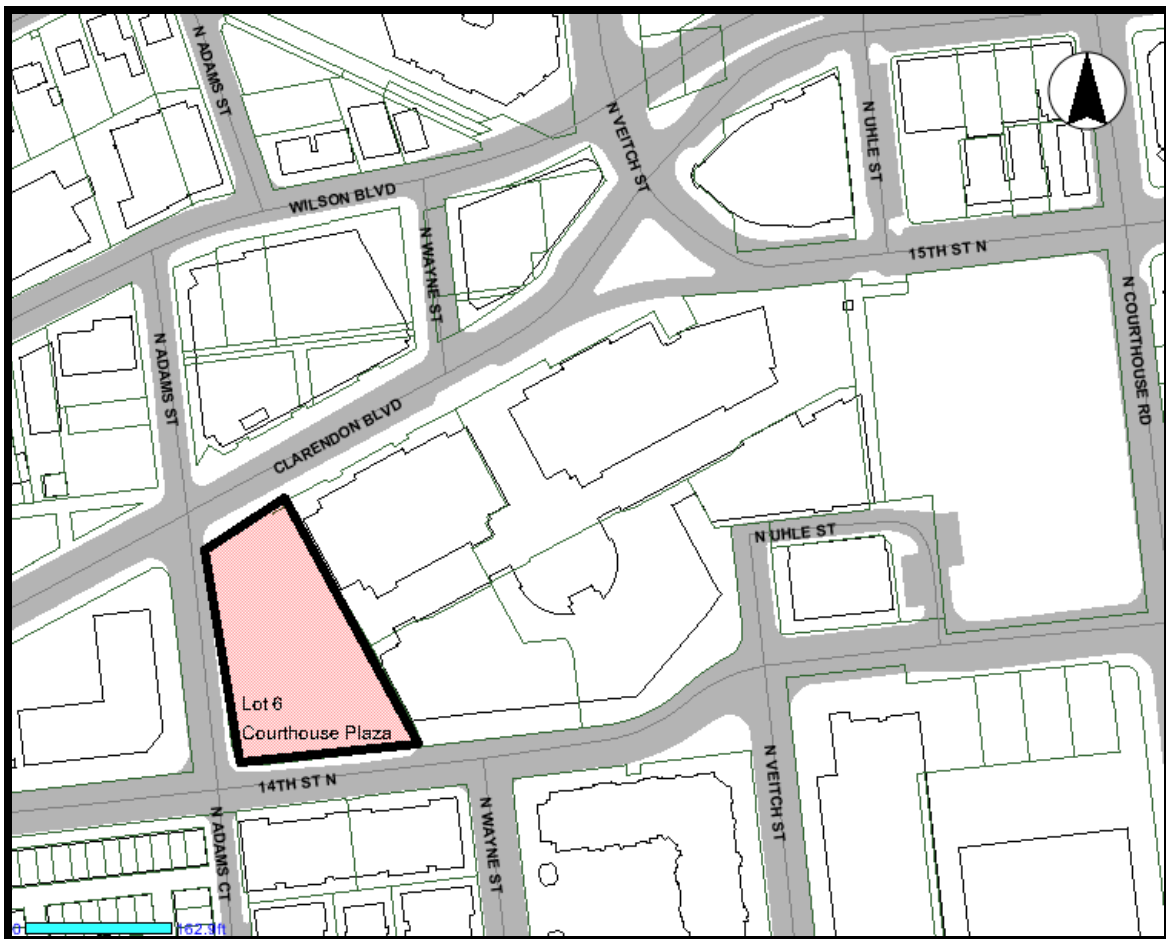 N ADAMS ST
N VEITCH ST
N UHLE ST
WILSON BLVD
N WAYNE ST
15TH ST N
N COURTHOUSE RD
N ADAMS ST
CLARENDON BLVD
N UHLE ST
Lot 6
Courthouse Plaza
14TH ST N
N VEITCH ST
N ADAMS CT
N WAYNE ST
0 162.9ft